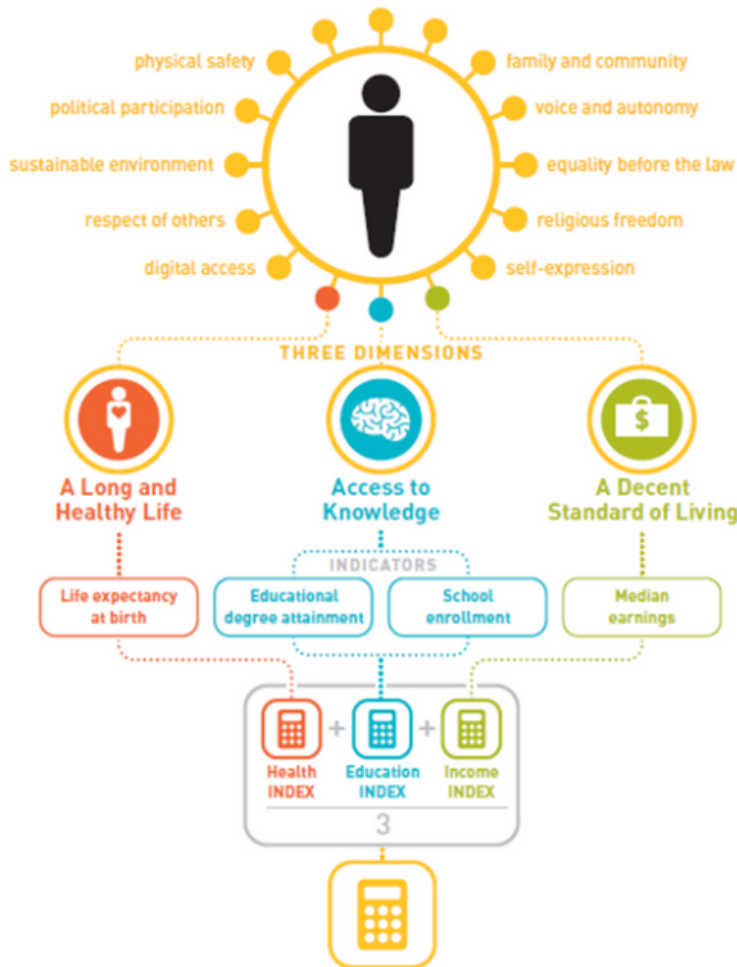 physical safety
family and community
political participation
voice and autonomy
sustainable environment
equality before the law
respect of others
religious freedom
digital access
self-expression
THREE DIMENSIONS
$
A Long and
Healthy Life
Access to
Knowledge
A Decent
Standard of Living
INDICATORS
Life expectancy
at birth
Educational
degree attainment
School
enrollment
Median
earnings
+ +
Health
INDEX
Education
INDEX
Income
INDEX
3